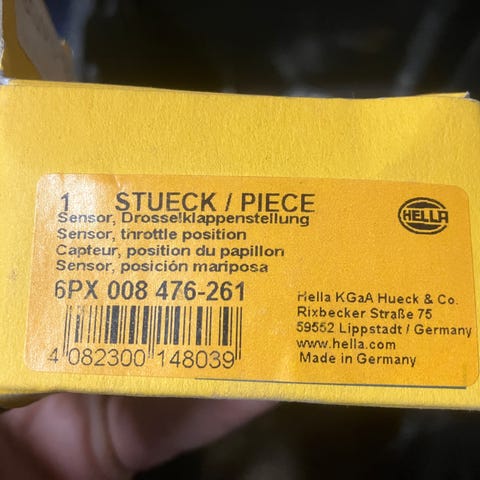 1 STUECK / PIECE
Sensor, Drosselklappenstellung
Sensor, throttle position
Capteur, position du papillon
Sensor, posición mariposa
6PX 008 476-261
4 082300 148039
HELLA
Hella KGaA Hueck & Co.
Rixbecker Straße 75
59552 Lippstadt / Germany
www.hella.com
Made in Germany